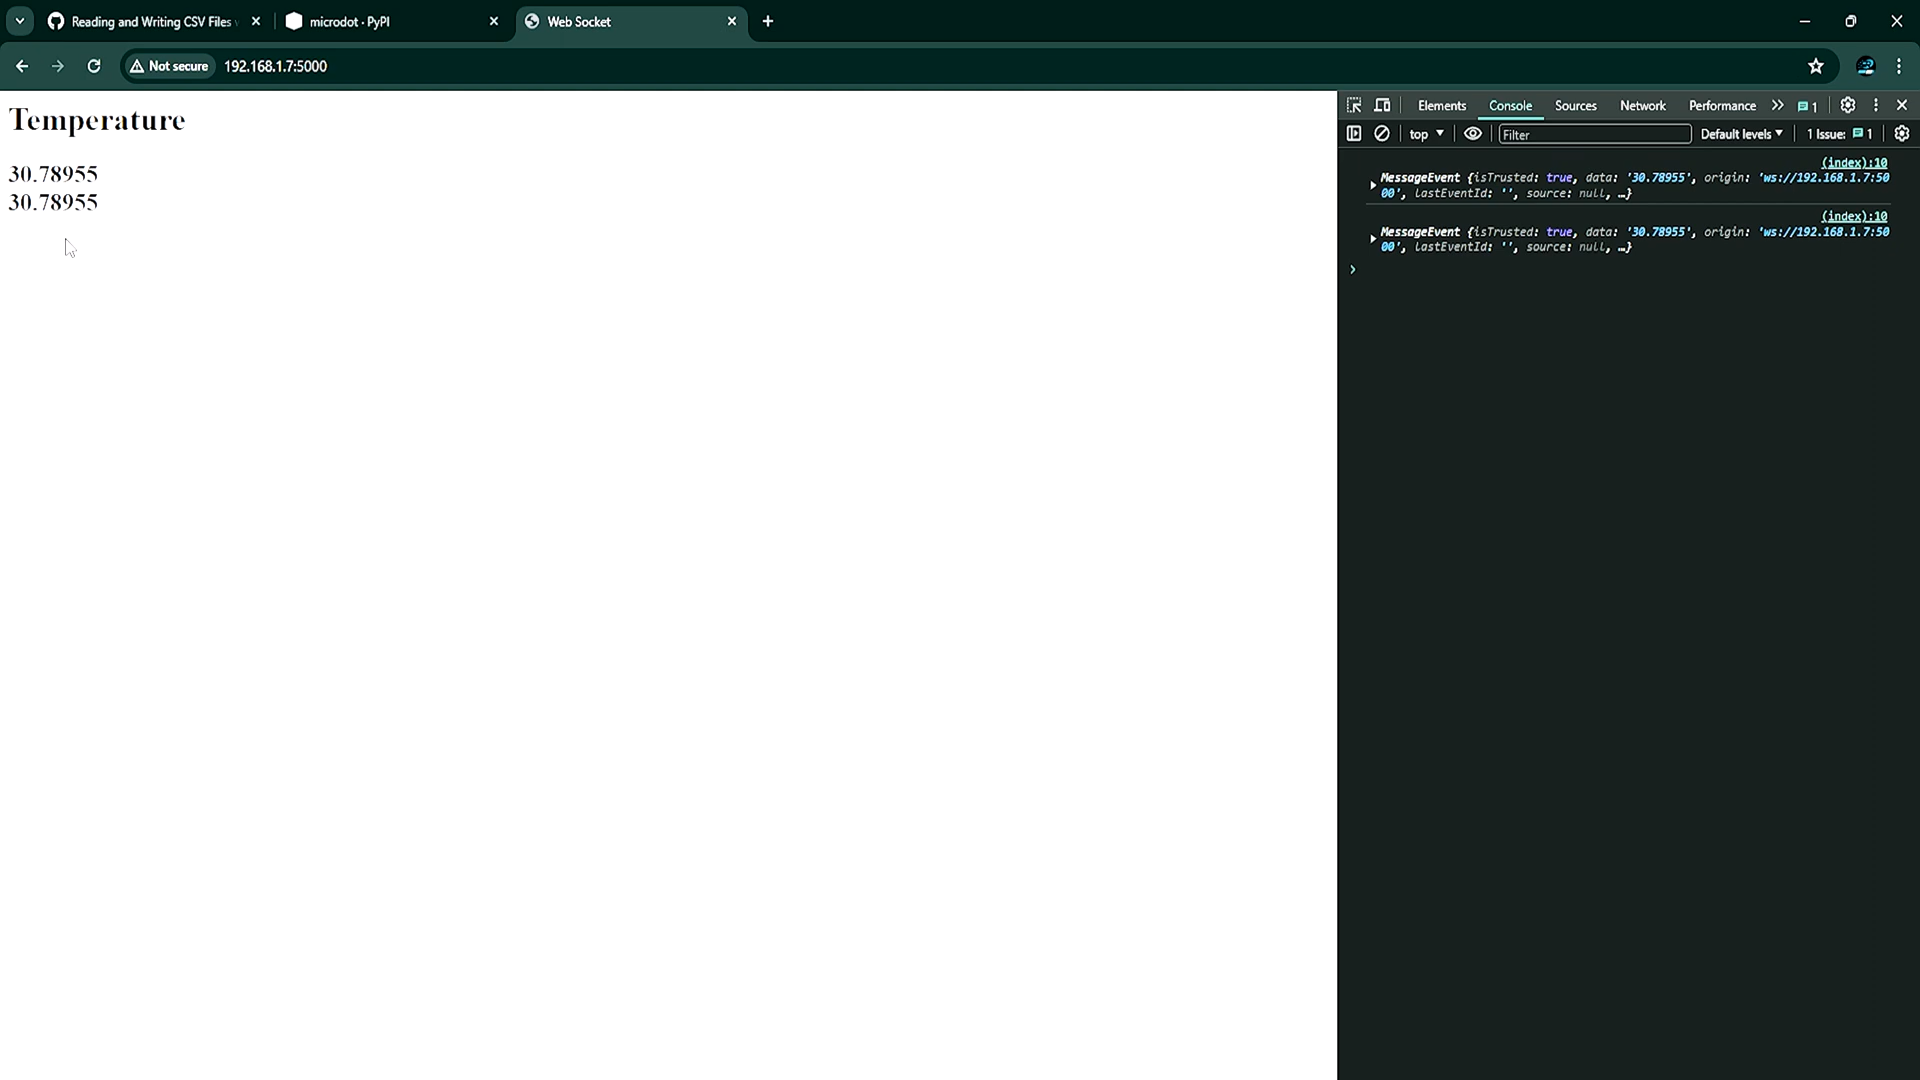 Reading and Writing CSV Files
microdot · PyPI
Web Socket
Not secure
192.168.1.7:5000
Temperature
30.78955
30.78955
Elements
Console
Sources
Network
Performance
1
top
Filter
Default levels
1 Issue:
1
(index):10
MessageEvent {isTrusted: true, data: '30.78955', origin: 'ws://192.168.1.7:50
00', lastEventId: '', source: null, …}
(index):10
MessageEvent {isTrusted: true, data: '30.78955', origin: 'ws://192.168.1.7:50
00', lastEventId: '', source: null, …}